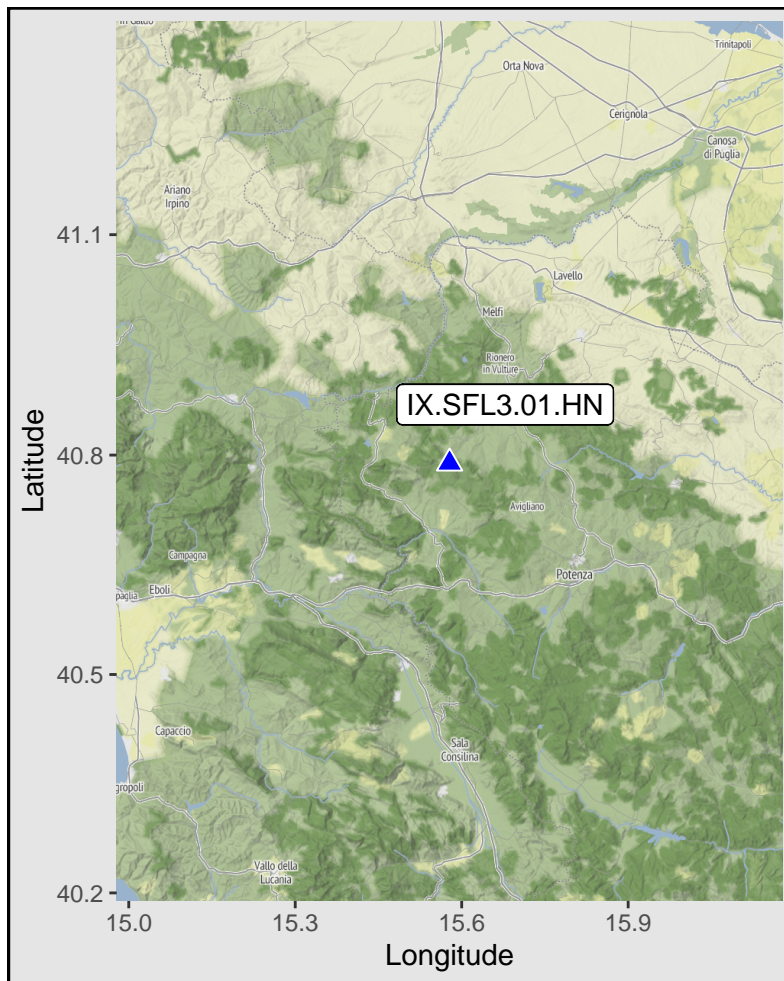 Trinitapoli
Orta Nova
Cerignola
Canosa
di Puglia
Ariano
Irpino
41.1
Lavello
Melfi
Rionero
in Vulture
IX.SFL3.01.HN
40.8
Latitude
Avigliano
Campagna
Potenza
Eboli
40.5
Capaccio
Sala
Consilina
Vallo della
Lucania
40.2
15.0
15.3
15.6
15.9
Longitude